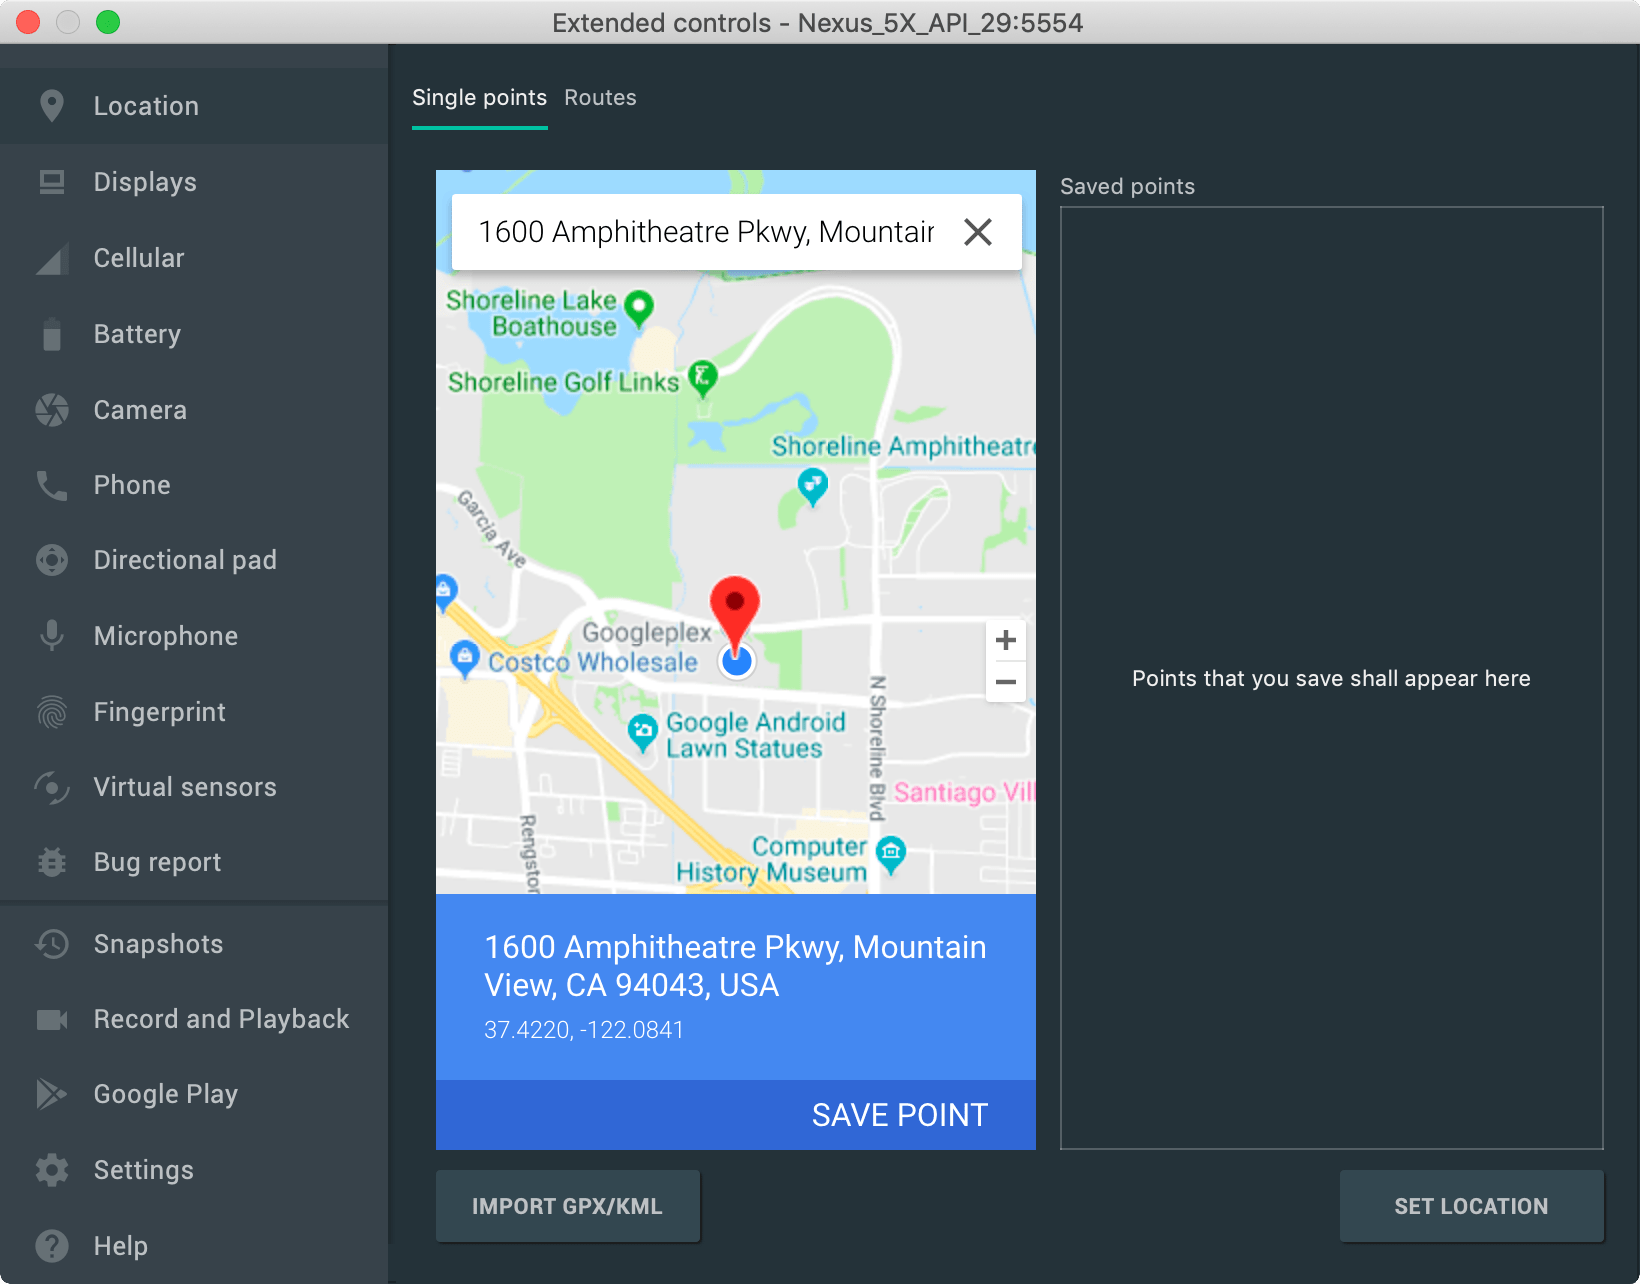 Extended controls - Nexus_5X_API_29:5554
Location
Displays
Cellular
Battery
Camera
Phone
Directional pad
Microphone
Fingerprint
Virtual sensors
Bug report
Snapshots
Record and Playback
Google Play
Settings
Help
Single points
Routes
1600 Amphitheatre Pkwy, Mountain
Shoreline Lake
Boathouse
Shoreline Golf Links
Shoreline Amphitheatre
Garcia Ave
Googleplex
Costco Wholesale
Google Android
Lawn Statues
N Shoreline Blvd
Santiago Vill
Rengstor
Computer
History Museum
1600 Amphitheatre Pkwy, Mountain
View, CA 94043, USA
37.4220, -122.0841
SAVE POINT
IMPORT GPX/KML
Saved points
Points that you save shall appear here
SET LOCATION